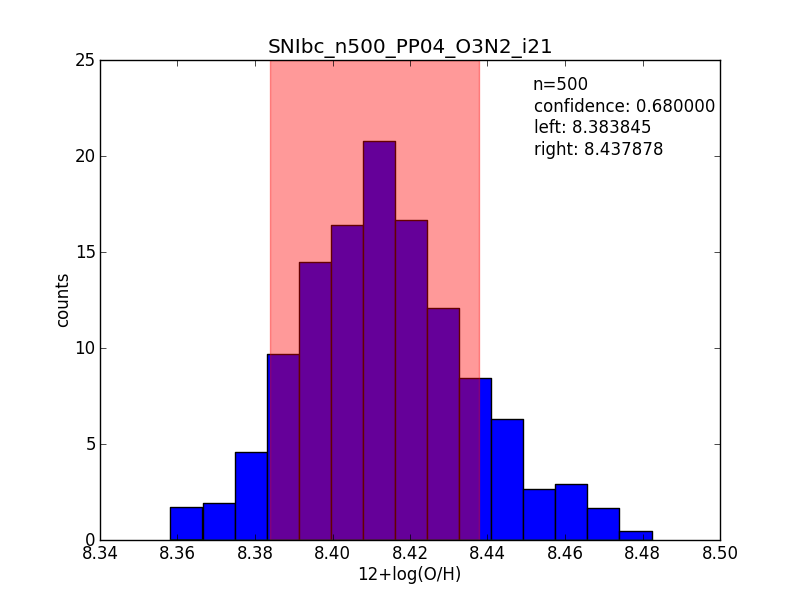 SNIbc_n500_PP04_O3N2_i21
n=500
confidence: 0.680000
left: 8.383845
right: 8.437878
25
20
15
10
5
0
counts
8.34 8.36 8.38 8.40 8.42 8.44 8.46 8.48 8.50
12+log(O/H)